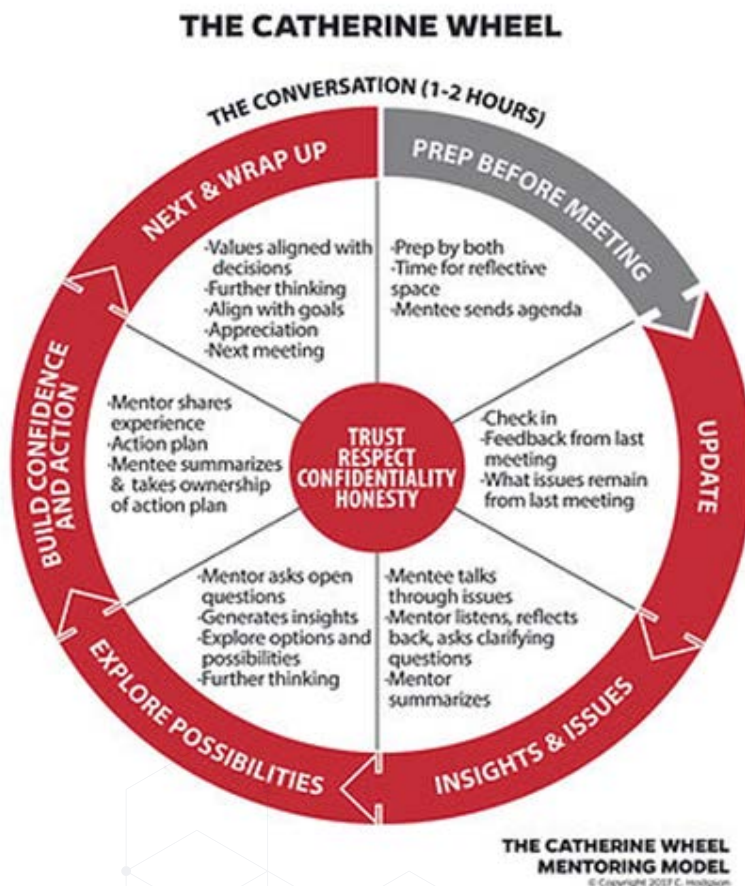 THE CATHERINE WHEEL
THE CONVERSATION (1-2 HOURS)
PREP BEFORE MEETING
-Prep by both
-Time for reflective
space
-Mentee sends agenda
UPDATE
-Check in
-Feedback from last
meeting
-What issues remain
from last meeting
INSIGHTS & ISSUES
-Mentee talks
through issues
-Mentor listens, reflects
back, asks clarifying
questions
-Mentor
summarizes
EXPLORE POSSIBILITIES
-Mentor asks open
questions
-Generates insights
-Explore options and
possibilities
-Further thinking
BUILD CONFIDENCE
AND ACTION
-Mentor shares
experience
-Action plan
-Mentee summarizes
& takes ownership
of action plan
NEXT & WRAP UP
-Values aligned with
decisions
-Further thinking
-Align with goals
-Appreciation
-Next meeting
TRUST
RESPECT
CONFIDENTIALITY
HONESTY
THE CATHERINE WHEEL
MENTORING MODEL
© Copyright 2017 C. Hodgson